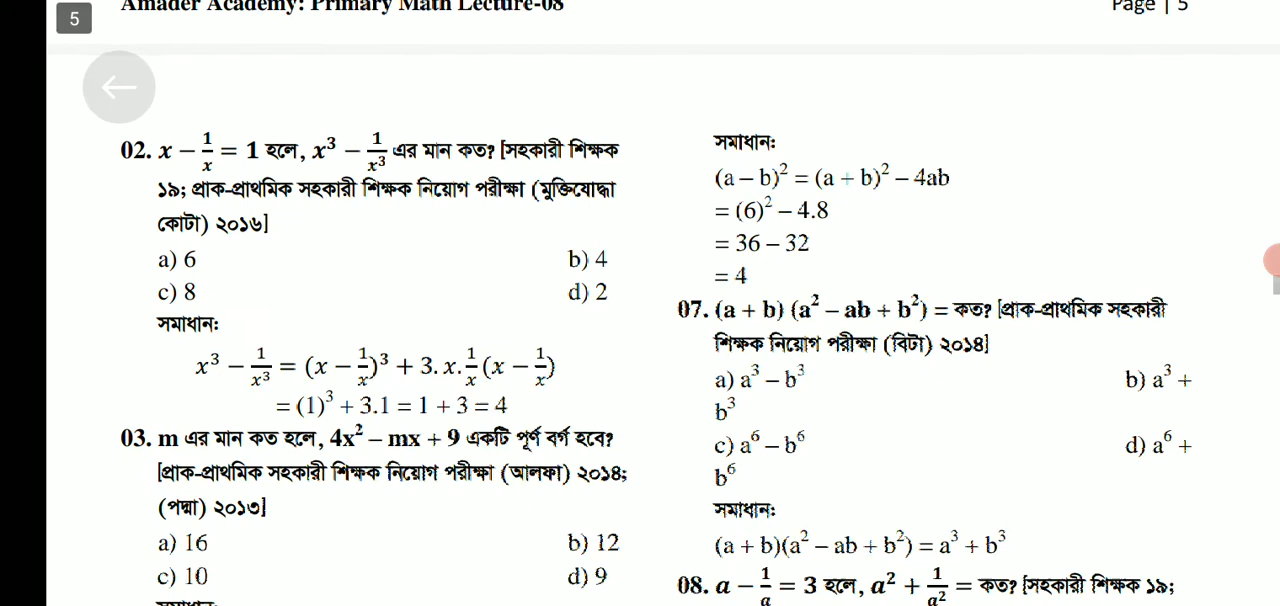 Amader Academy: Primary Math Lecture-08
Page | 5
5
02. x − 1/x = 1 হলে, x³ − 1/x³ এর মান কত? [সহকারী শিক্ষক
১৯; প্রাক-প্রাথমিক সহকারী শিক্ষক নিয়োগ পরীক্ষা (মুক্তিযোদ্ধা
কোটা) ২০১৬]
a) 6 b) 4
c) 8 d) 2
সমাধান:
x³ − 1/x³ = (x − 1/x)³ + 3. x. 1/x (x − 1/x)
= (1)³ + 3.1 = 1 + 3 = 4
03. m এর মান কত হলে, 4x² – mx + 9 একটি পূর্ণ বর্গ হবে?
[প্রাক-প্রাথমিক সহকারী শিক্ষক নিয়োগ পরীক্ষা (আলফা) ২০১৪;
(পদ্মা) ২০১৩]
a) 16 b) 12
c) 10 d) 9
সমাধান:
সমাধান:
(a – b)² = (a + b)² – 4ab
= (6)² – 4.8
= 36 – 32
= 4
07. (a + b) (a² – ab + b²) = কত? [প্রাক-প্রাথমিক সহকারী
শিক্ষক নিয়োগ পরীক্ষা (বিটা) ২০১৪]
a) a³ – b³ b) a³ +
b³
c) a⁶ – b⁶ d) a⁶ +
b⁶
সমাধান:
(a + b)(a² – ab + b²) = a³ + b³
08. a − 1/a = 3 হলে, a² + 1/a² = কত? [সহকারী শিক্ষক ১৯;